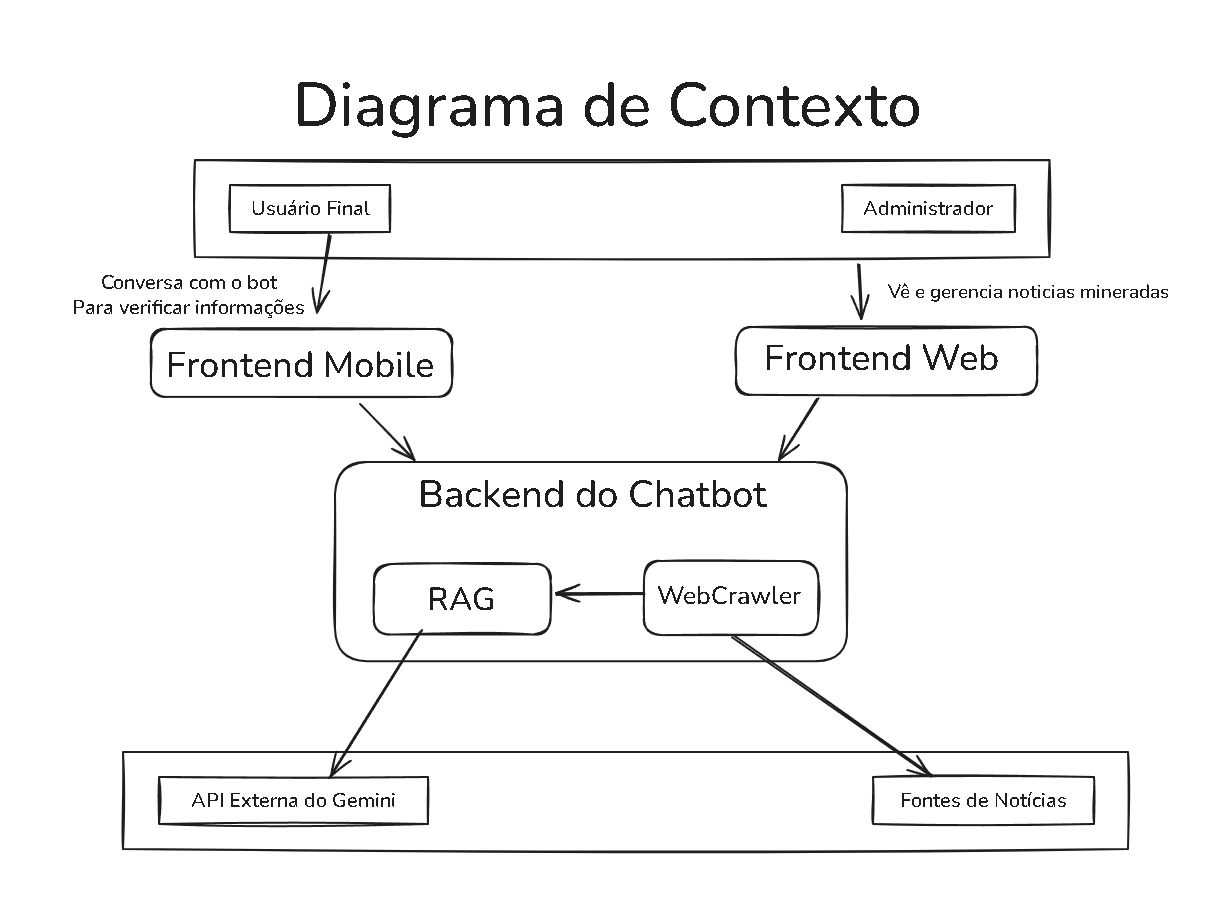 Diagrama de Contexto
Usuário Final
Administrador
Conversa com o bot
Para verificar informações
Vê e gerencia noticias mineradas
Frontend Mobile
Frontend Web
Backend do Chatbot
RAG
WebCrawler
API Externa do Gemini
Fontes de Notícias